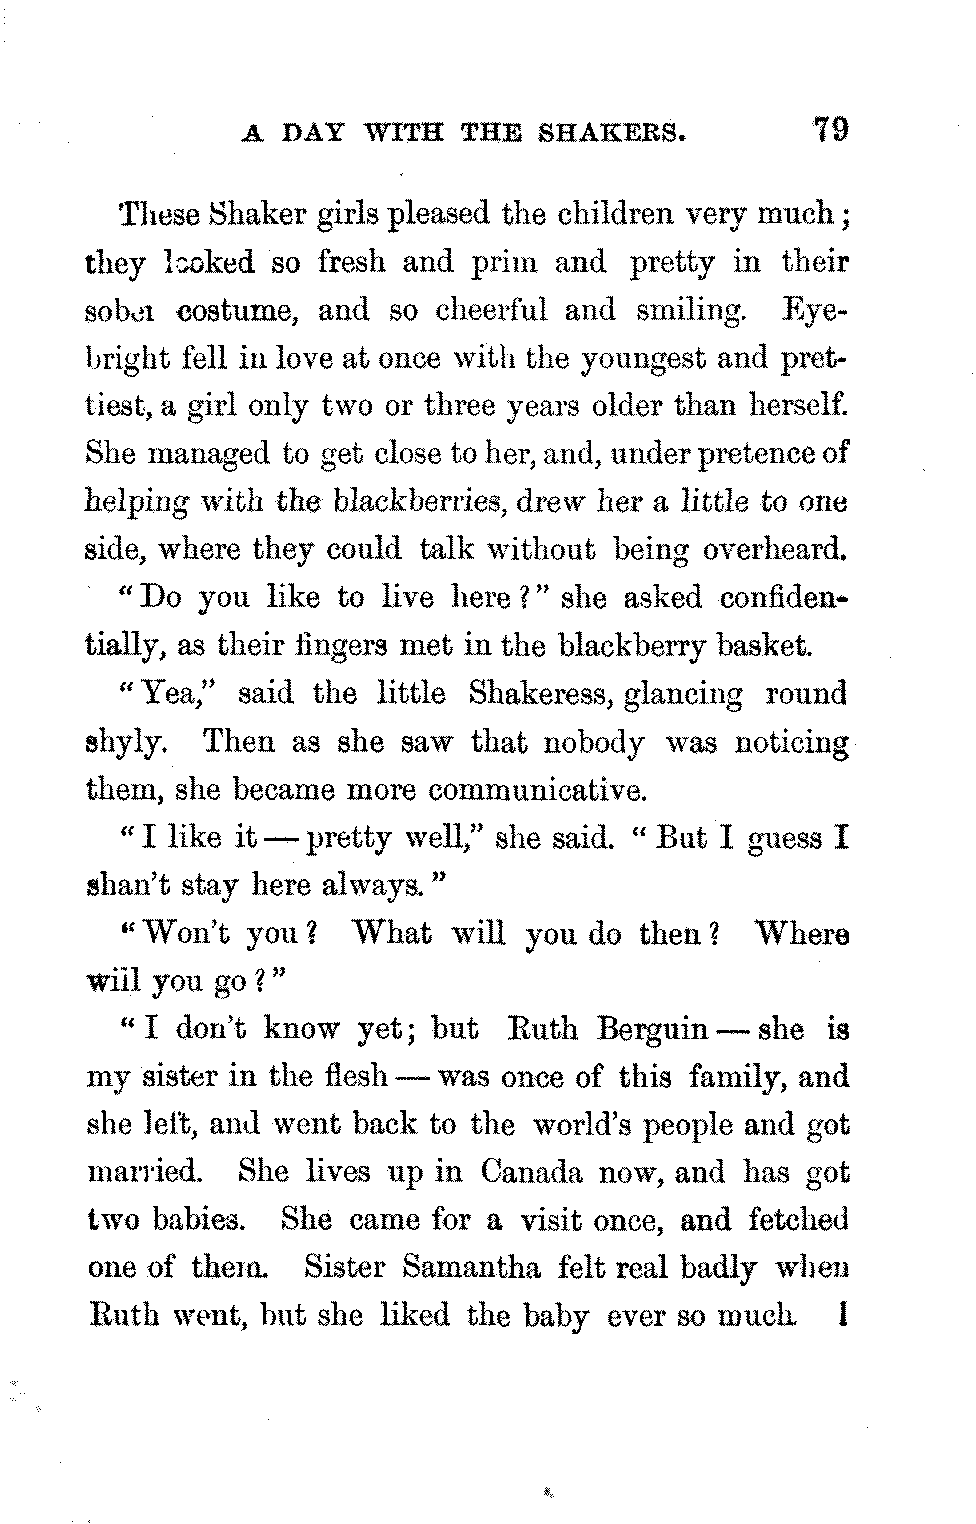 A DAY WITH THE SHAKERS. 79
These Shaker girls pleased the children very much;
they looked so fresh and prim and pretty in their
sober costume, and so cheerful and smiling. Eye-
bright fell in love at once with the youngest and pret-
tiest, a girl only two or three years older than herself.
She managed to get close to her, and, under pretence of
helping with the blackberries, drew her a little to one
side, where they could talk without being overheard.
"Do you like to live here?" she asked confiden-
tially, as their fingers met in the blackberry basket.
"Yea," said the little Shakeress, glancing round
shyly. Then as she saw that nobody was noticing
them, she became more communicative.
"I like it — pretty well," she said. "But I guess I
shan't stay here always."
"Won't you? What will you do then? Where
will you go?"
"I don't know yet; but Ruth Berguin — she is
my sister in the flesh — was once of this family, and
she left, and went back to the world's people and got
married. She lives up in Canada now, and has got
two babies. She came for a visit once, and fetched
one of them. Sister Samantha felt real badly when
Ruth went, but she liked the baby ever so much. I